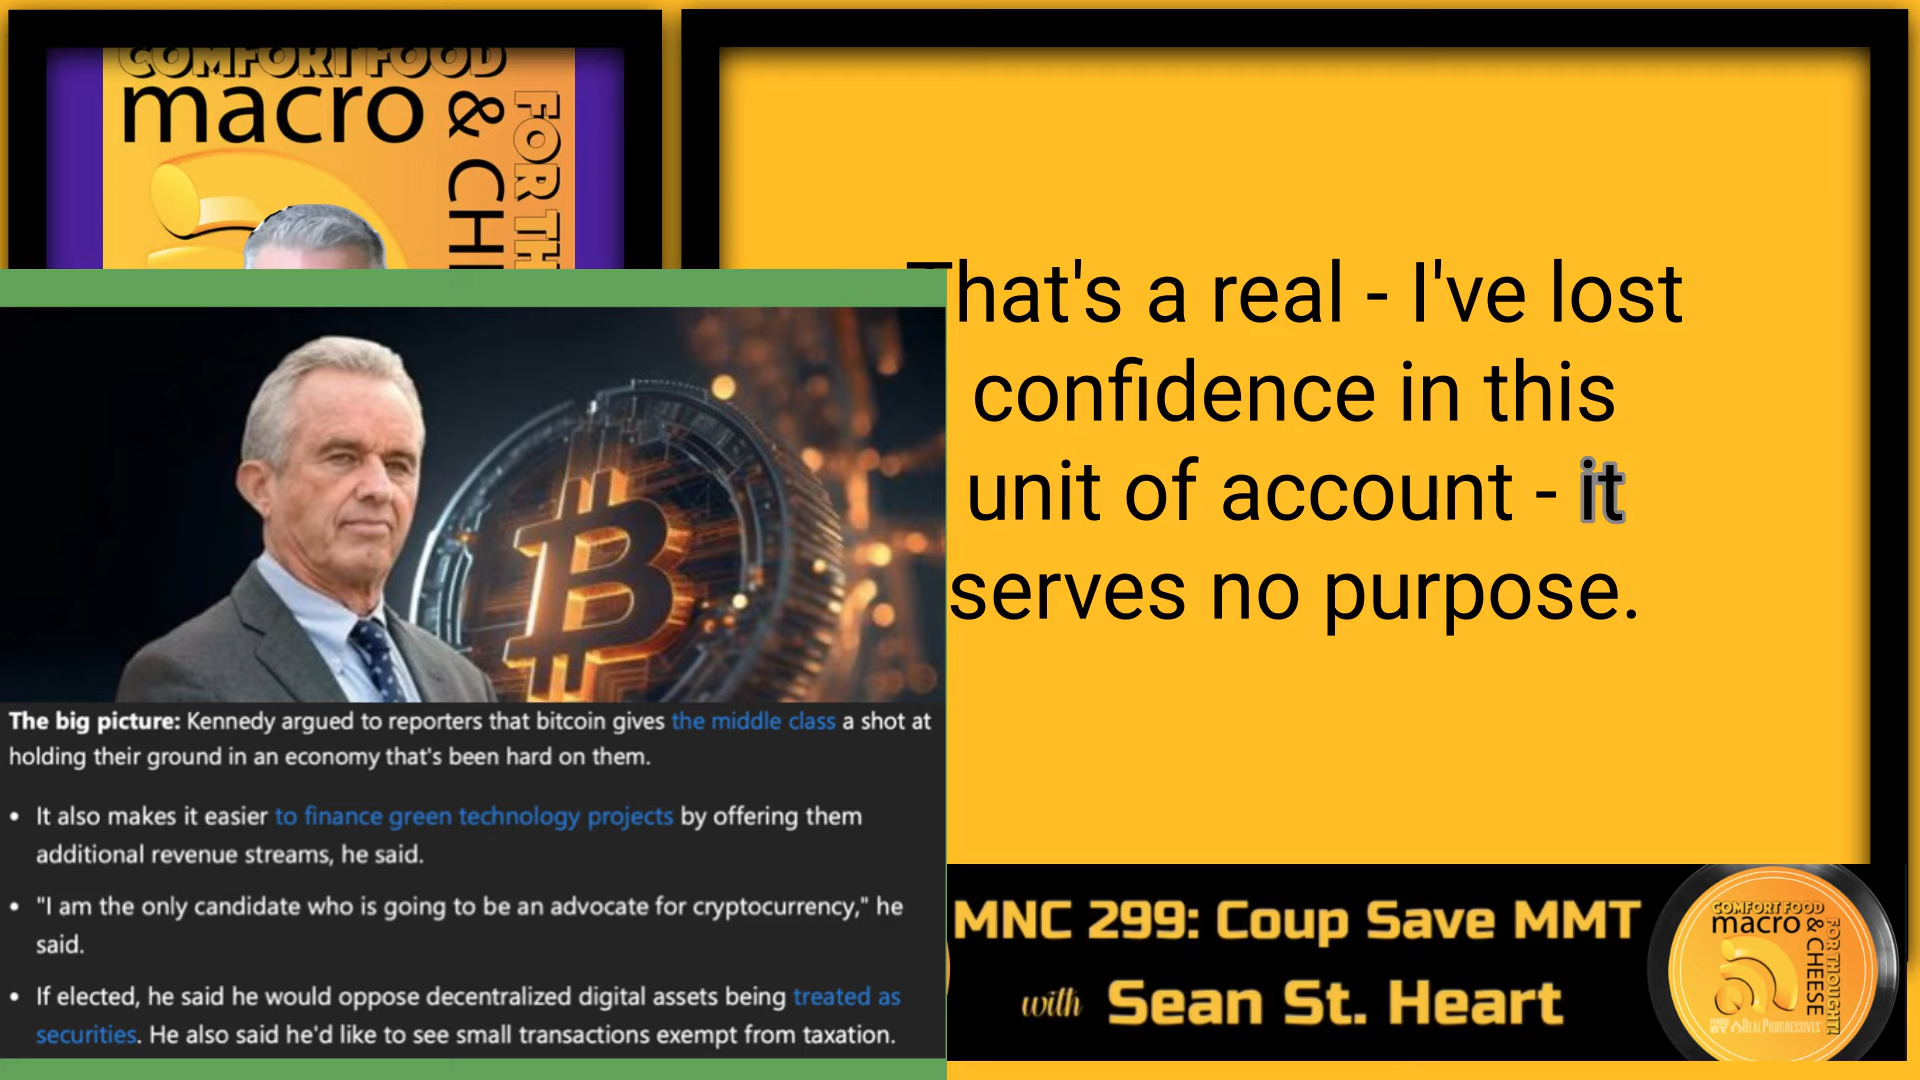 COMFORT FOOD
macro
& CH
FOR TH
That's a real - I've lost
confidence in this
unit of account - it
serves no purpose.
The big picture: Kennedy argued to reporters that bitcoin gives the middle class a shot at
holding their ground in an economy that's been hard on them.
• It also makes it easier to finance green technology projects by offering them
additional revenue streams, he said.
• "I am the only candidate who is going to be an advocate for cryptocurrency," he
said.
• If elected, he said he would oppose decentralized digital assets being treated as
securities. He also said he'd like to see small transactions exempt from taxation.
MNC 299: Coup Save MMT
with Sean St. Heart
COMFORT FOOD
macro
& CHEESE
FOR THOUGHT!
BY REALPROGRESSIVES